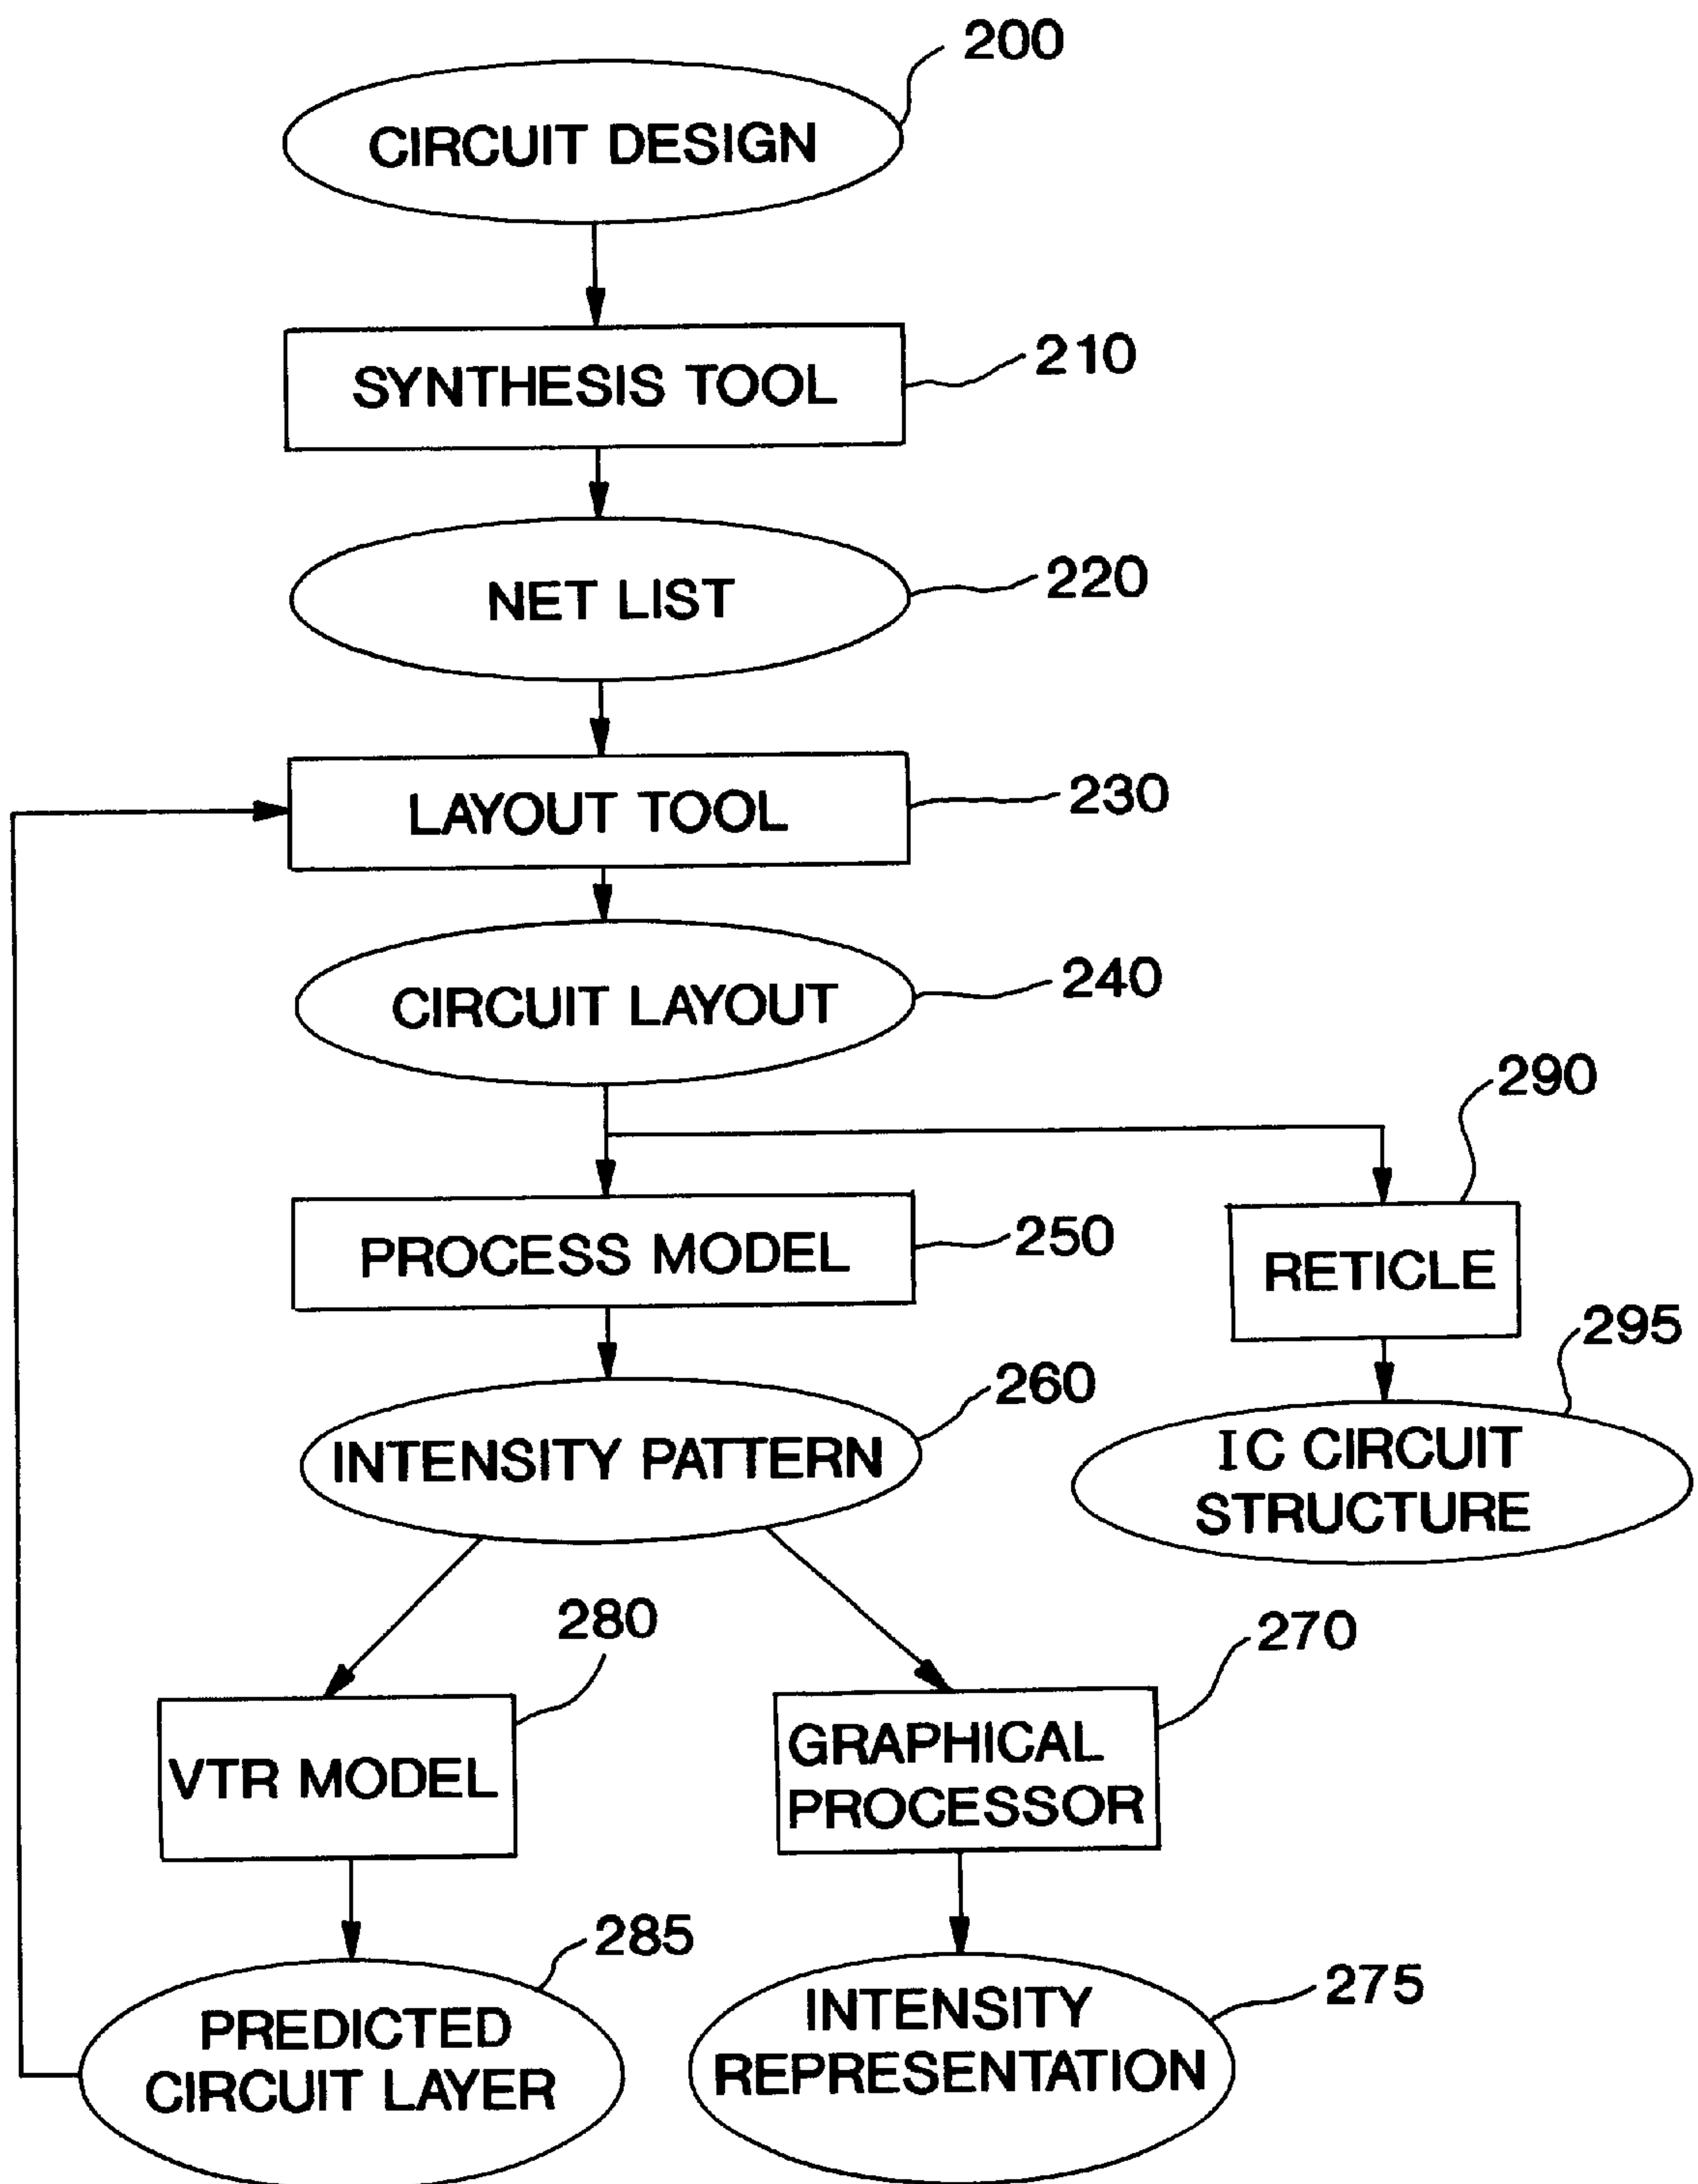 200
CIRCUIT DESIGN
210
SYNTHESIS TOOL
220
NET LIST
230
LAYOUT TOOL
240
CIRCUIT LAYOUT
290
250
PROCESS MODEL
RETICLE
295
260
INTENSITY PATTERN
IC CIRCUIT
STRUCTURE
280
270
VTR MODEL
GRAPHICAL
PROCESSOR
285
275
PREDICTED
CIRCUIT LAYER
INTENSITY
REPRESENTATION